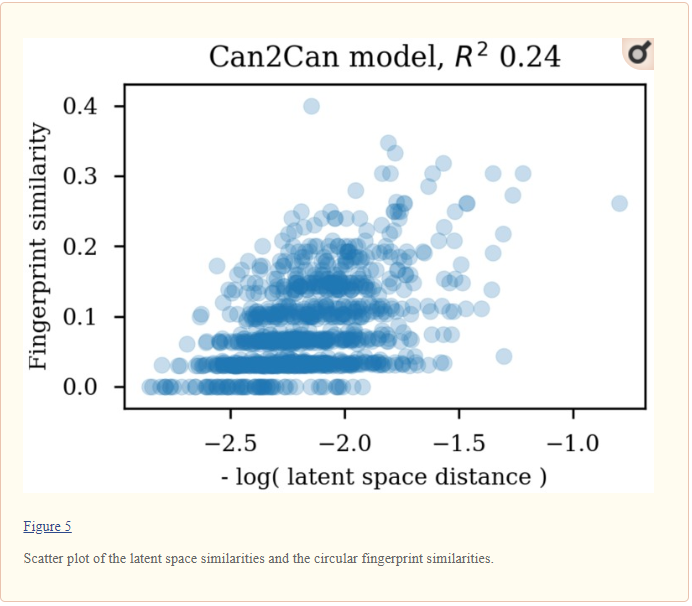 Can2Can model, R² 0.24
Fingerprint similarity
0.4
0.3
0.2
0.1
0.0
−2.5 −2.0 −1.5 −1.0
- log( latent space distance )
Figure 5
Scatter plot of the latent space similarities and the circular fingerprint similarities.